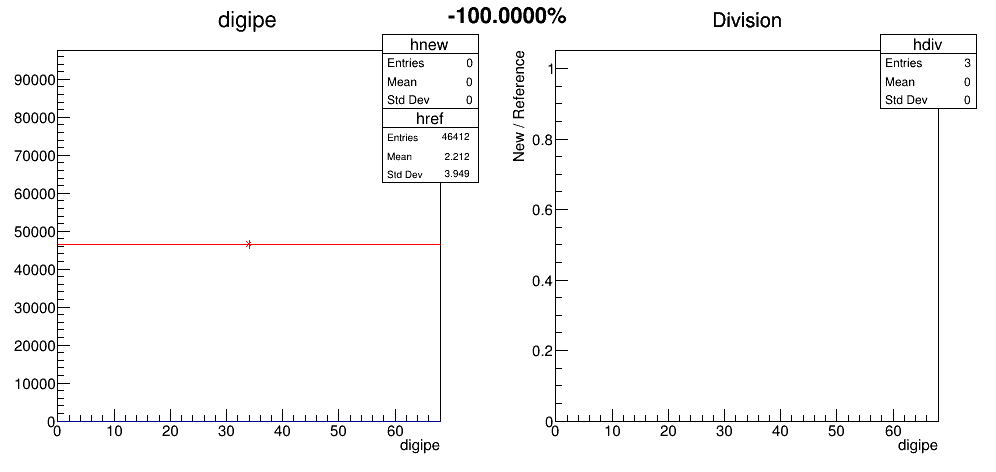 -100.0000%
digipe
hnew
Entries 0
Mean 0
Std Dev 0
href
Entries 46412
Mean 2.212
Std Dev 3.949
90000
80000
70000
60000
50000
40000
30000
20000
10000
0
0 10 20 30 40 50 60
digipe
Division
hdiv
Entries 3
Mean 0
Std Dev 0
New / Reference
1
0.8
0.6
0.4
0.2
0
0 10 20 30 40 50 60
digipe